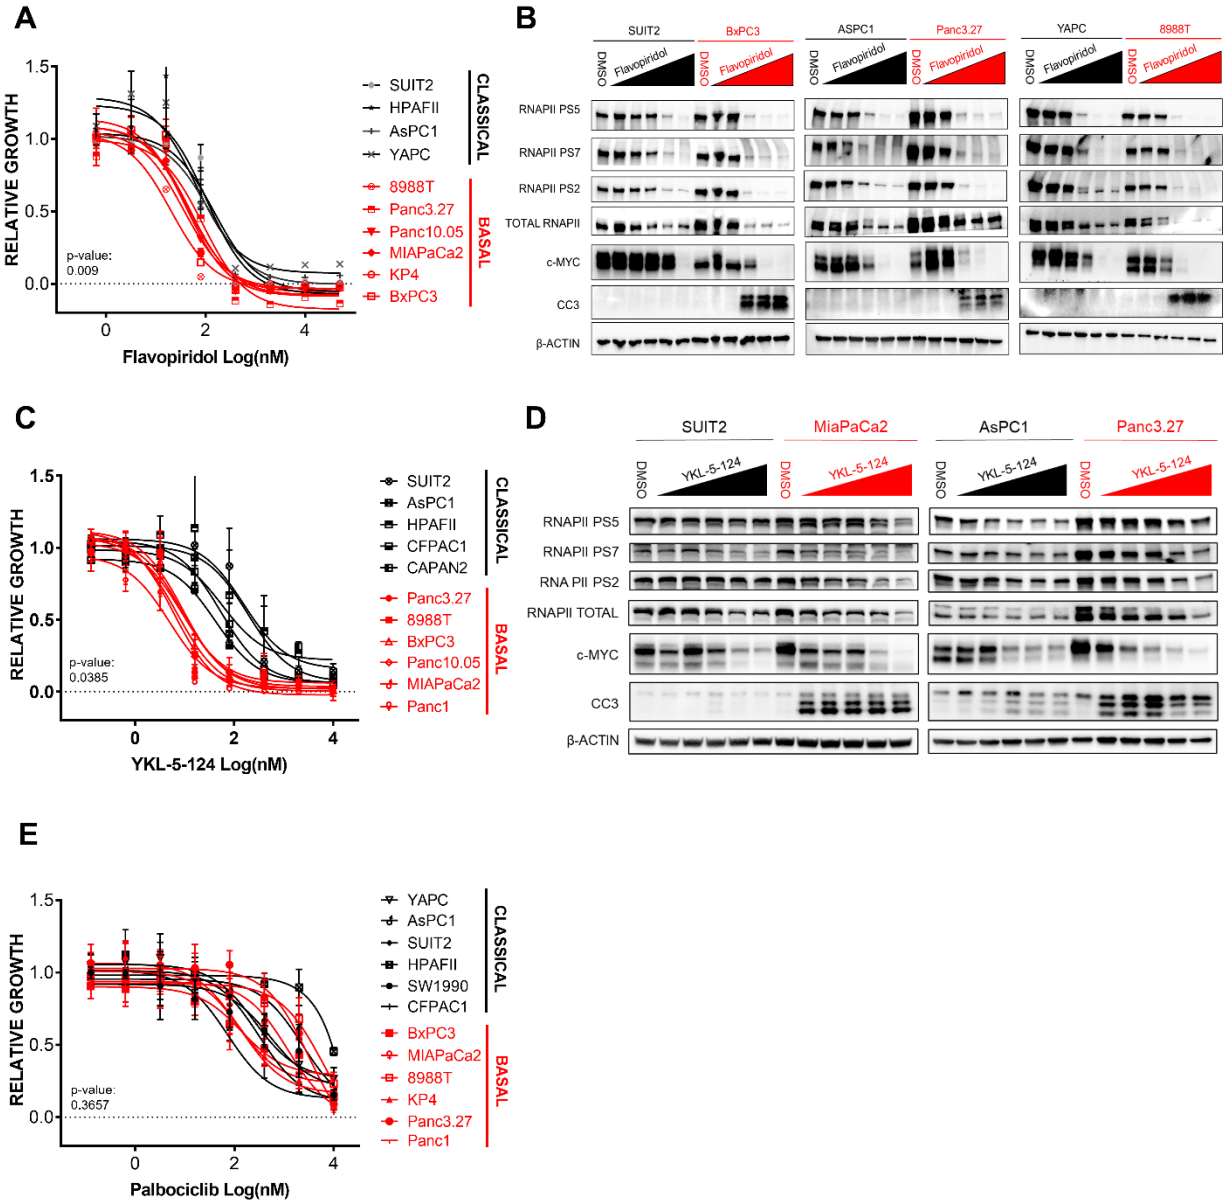 A
1.5
1.0
0.5
0.0
RELATIVE GROWTH
p-value:
0.009
0
2
4
Flavopiridol Log(nM)
SUIT2
HPAFII
AsPC1
YAPC
CLASSICAL
8988T
Panc3.27
Panc10.05
MIAPaCa2
KP4
BxPC3
BASAL
B
SUIT2
BxPC3
ASPC1
Panc3.27
YAPC
8988T
DMSO
Flavopiridol
DMSO
Flavopiridol
DMSO
Flavopiridol
DMSO
Flavopiridol
DMSO
Flavopiridol
DMSO
Flavopiridol
RNAPII PS5
RNAPII PS7
RNAPII PS2
TOTAL RNAPII
c-MYC
CC3
β-ACTIN
C
1.5
1.0
0.5
0.0
RELATIVE GROWTH
p-value:
0.0385
0
2
4
YKL-5-124 Log(nM)
SUIT2
AsPC1
HPAFII
CFPAC1
CAPAN2
CLASSICAL
Panc3.27
8988T
BxPC3
Panc10.05
MIAPaCa2
Panc1
BASAL
D
SUIT2
MiaPaCa2
AsPC1
Panc3.27
DMSO
YKL-5-124
DMSO
YKL-5-124
DMSO
YKL-5-124
DMSO
YKL-5-124
RNAPII PS5
RNAPII PS7
RNA PII PS2
RNAPII TOTAL
c-MYC
CC3
β-ACTIN
E
1.5
1.0
0.5
0.0
RELATIVE GROWTH
p-value:
0.3657
0
2
4
Palbociclib Log(nM)
YAPC
AsPC1
SUIT2
HPAFII
SW1990
CFPAC1
CLASSICAL
BxPC3
MIAPaCa2
8988T
KP4
Panc3.27
Panc1
BASAL